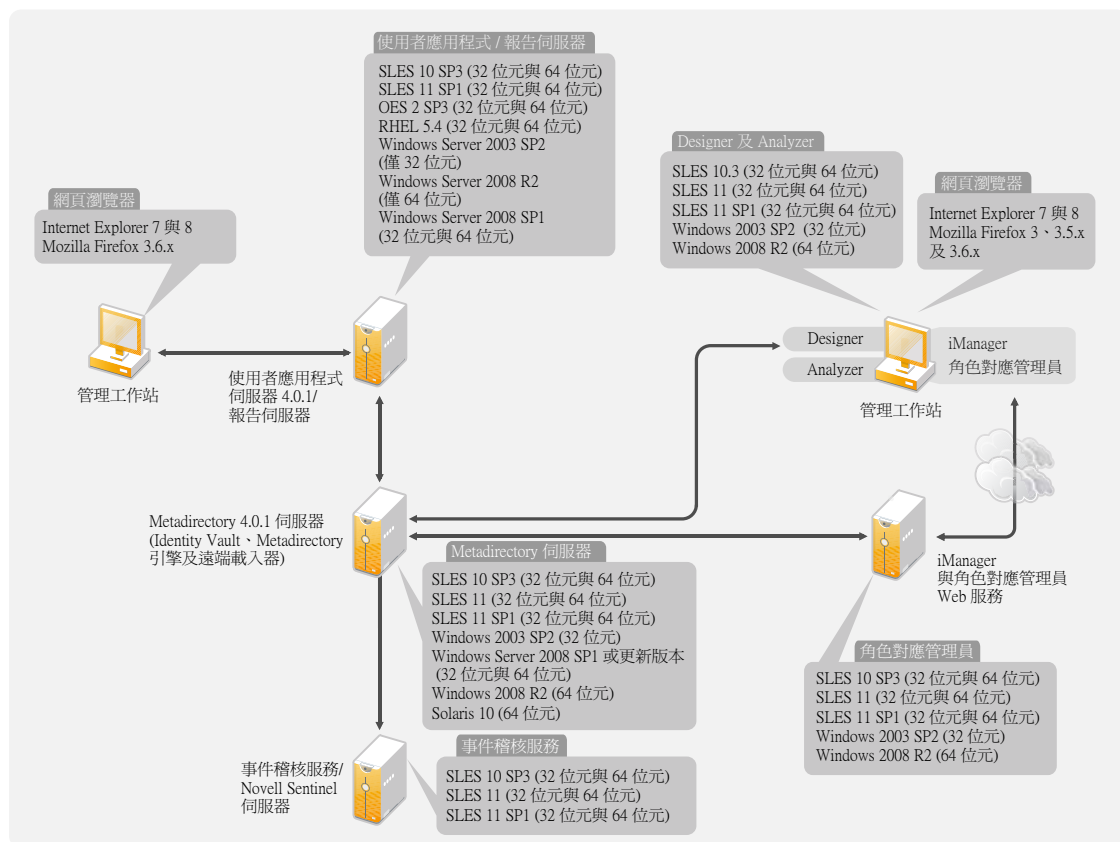 使用者應用程式 / 報告伺服器
SLES 10 SP3 (32 位元與 64 位元)
SLES 11 SP1 (32 位元與 64 位元)
OES 2 SP3 (32 位元與 64 位元)
RHEL 5.4 (32 位元與 64 位元)
Windows Server 2003 SP2
(僅 32 位元)
Windows Server 2008 R2
(僅 64 位元)
Windows Server 2008 SP1
(32 位元與 64 位元)
Designer 及 Analyzer
SLES 10.3 (32 位元與 64 位元)
SLES 11 (32 位元與 64 位元)
SLES 11 SP1 (32 位元與 64 位元)
Windows 2003 SP2 (32 位元)
Windows 2008 R2 (64 位元)
網頁瀏覽器
Internet Explorer 7 與 8
Mozilla Firefox 3、3.5.x
及 3.6.x
網頁瀏覽器
Internet Explorer 7 與 8
Mozilla Firefox 3.6.x
管理工作站
使用者應用程式
伺服器 4.0.1/
報告伺服器
Designer
Analyzer
iManager
角色對應管理員
管理工作站
Metadirectory 4.0.1 伺服器
(Identity Vault、Metadirectory
引擎及遠端載入器)
Metadirectory 伺服器
SLES 10 SP3 (32 位元與 64 位元)
SLES 11 (32 位元與 64 位元)
SLES 11 SP1 (32 位元與 64 位元)
Windows 2003 SP2 (32 位元)
Windows Server 2008 SP1 或更新版本
(32 位元與 64 位元)
Windows 2008 R2 (64 位元)
Solaris 10 (64 位元)
iManager
與角色對應管理員
Web 服務
角色對應管理員
SLES 10 SP3 (32 位元與 64 位元)
SLES 11 (32 位元與 64 位元)
SLES 11 SP1 (32 位元與 64 位元)
Windows 2003 SP2 (32 位元)
Windows 2008 R2 (64 位元)
事件稽核服務/
Novell Sentinel
伺服器
事件稽核服務
SLES 10 SP3 (32 位元與 64 位元)
SLES 11 (32 位元與 64 位元)
SLES 11 SP1 (32 位元與 64 位元)